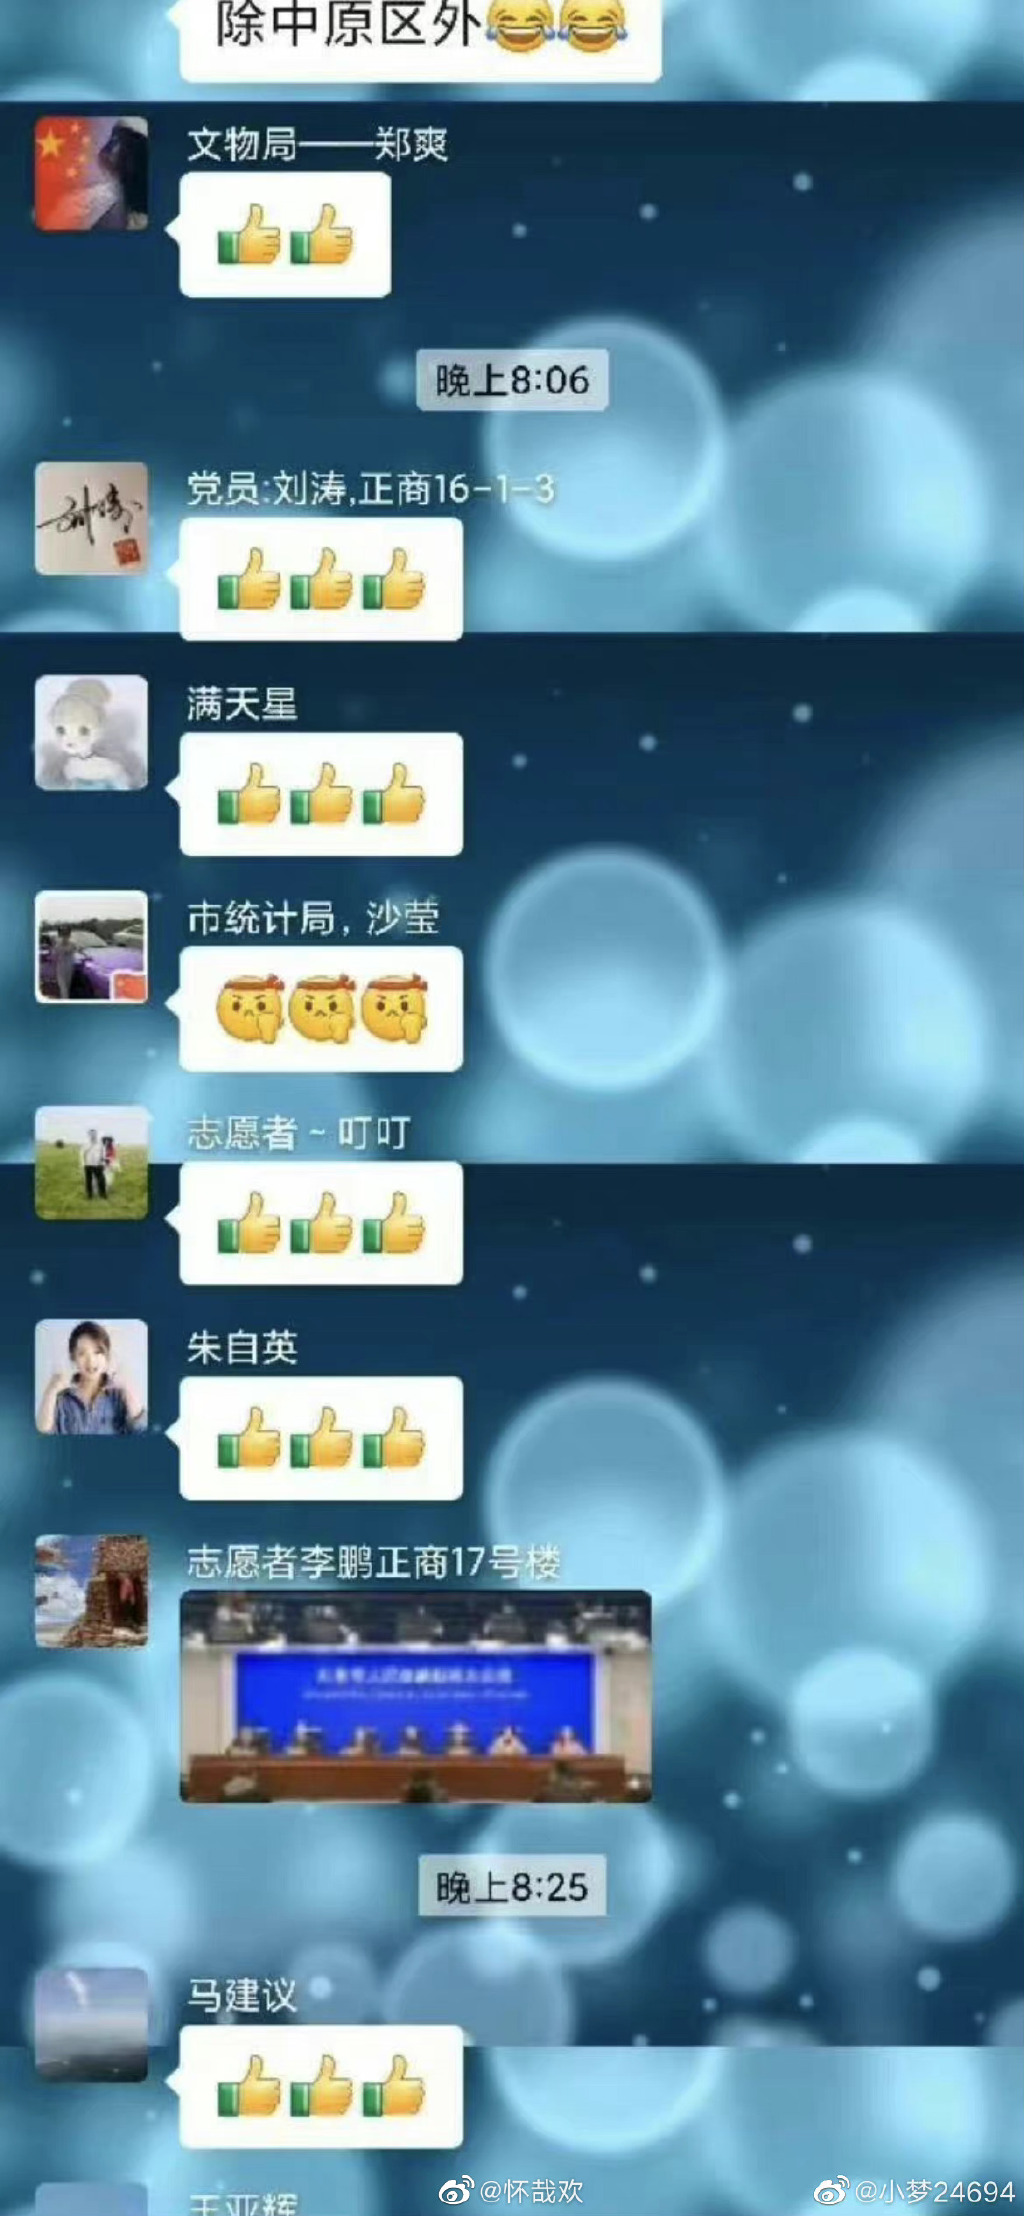 除中原区外😂😂
文物局——郑爽
👍👍
晚上8:06
党员:刘涛,正商16-1-3
👍👍👍
满天星
👍👍👍
市统计局，沙莹
志愿者~叮叮
👍👍👍
朱自英
👍👍👍
志愿者李鹏正商17号楼
晚上8:25
马建议
👍👍👍
王亚辉
@怀哉欢
@小梦24694